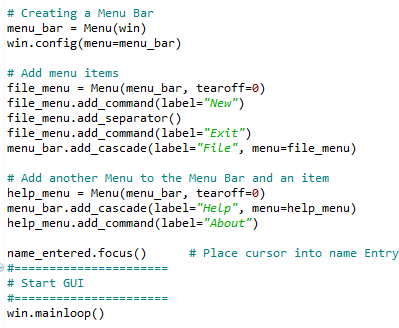 # Creating a Menu Bar
menu_bar = Menu(win)
win.config(menu=menu_bar)
# Add menu items
file_menu = Menu(menu_bar, tearoff=0)
file_menu.add_command(label="New")
file_menu.add_separator()
file_menu.add_command(label="Exit")
menu_bar.add_cascade(label="File", menu=file_menu)
# Add another Menu to the Menu Bar and an item
help_menu = Menu(menu_bar, tearoff=0)
menu_bar.add_cascade(label="Help", menu=help_menu)
help_menu.add_command(label="About")
name_entered.focus()      # Place cursor into name Entry
#======================
# Start GUI
#======================
win.mainloop()